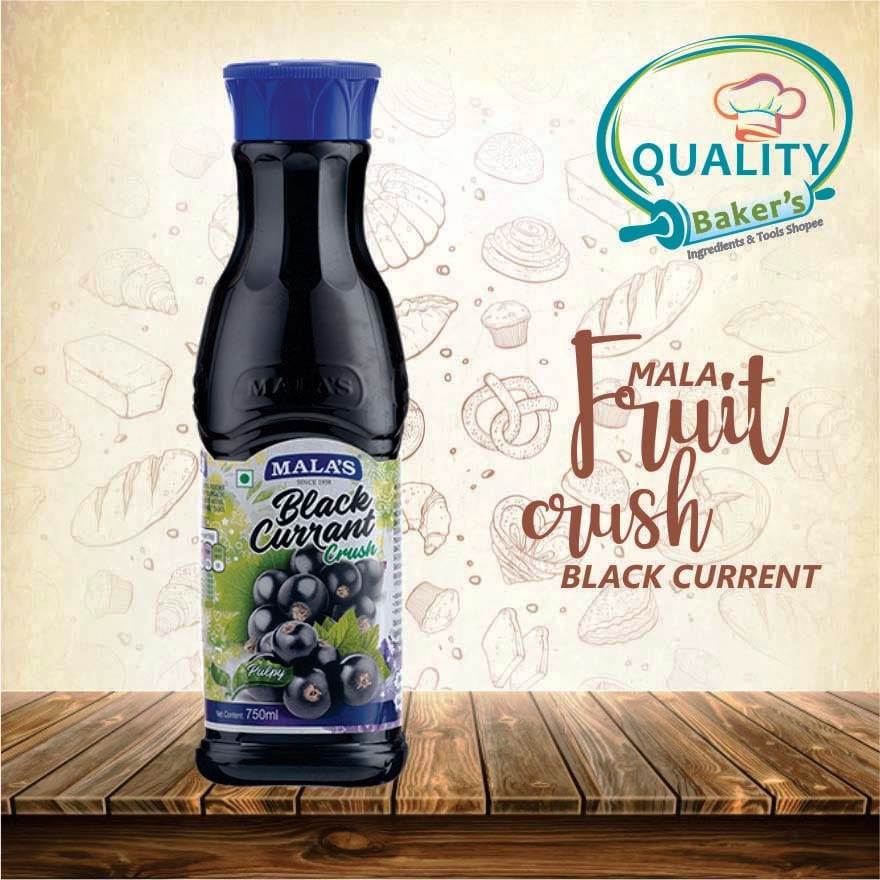 QUALITY
Baker's
Ingredients & Tools Shopee
MALA
Fruit
crush
BLACK CURRENT
MALA'S
MALA'S
SINCE 1938
Black
Currant
Crush
Pulpy
Net Content: 750ml